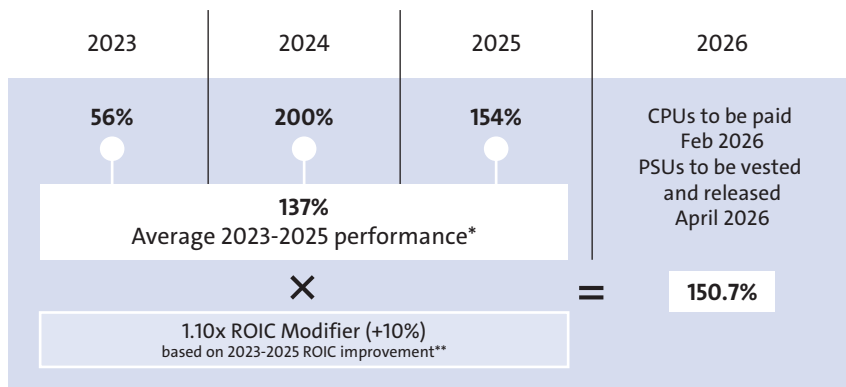 2023 2024 2025 2026
56% 200% 154%
CPUs to be paid
Feb 2026
PSUs to be vested
and released
April 2026
137%
Average 2023-2025 performance*
× = 150.7%
1.10x ROIC Modifier (+10%)
based on 2023-2025 ROIC improvement**